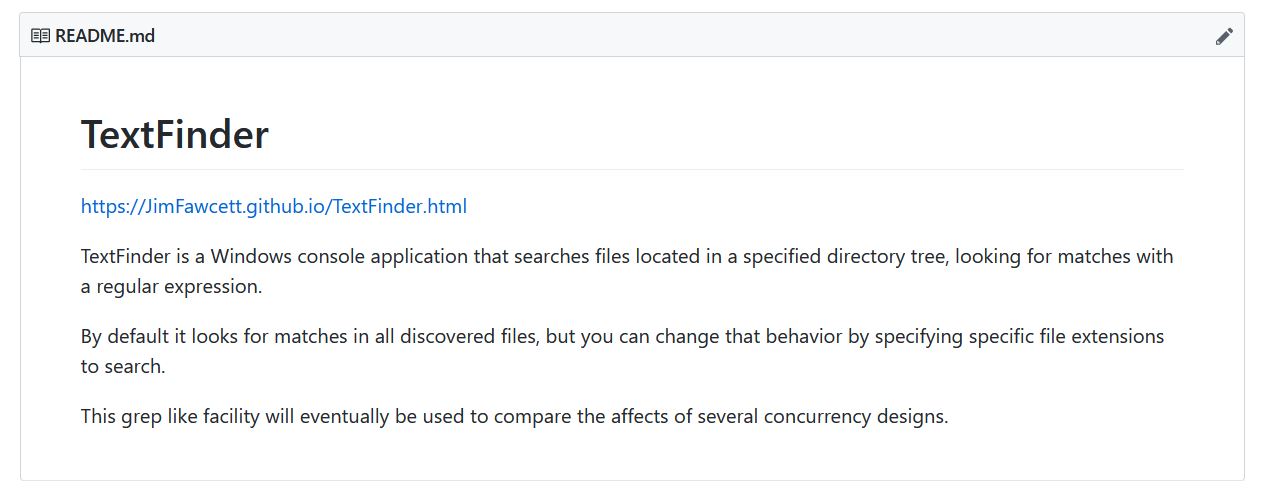 README.md
TextFinder
https://JimFawcett.github.io/TextFinder.html
TextFinder is a Windows console application that searches files located in a specified directory tree, looking for matches with
a regular expression.
By default it looks for matches in all discovered files, but you can change that behavior by specifying specific file extensions
to search.
This grep like facility will eventually be used to compare the affects of several concurrency designs.